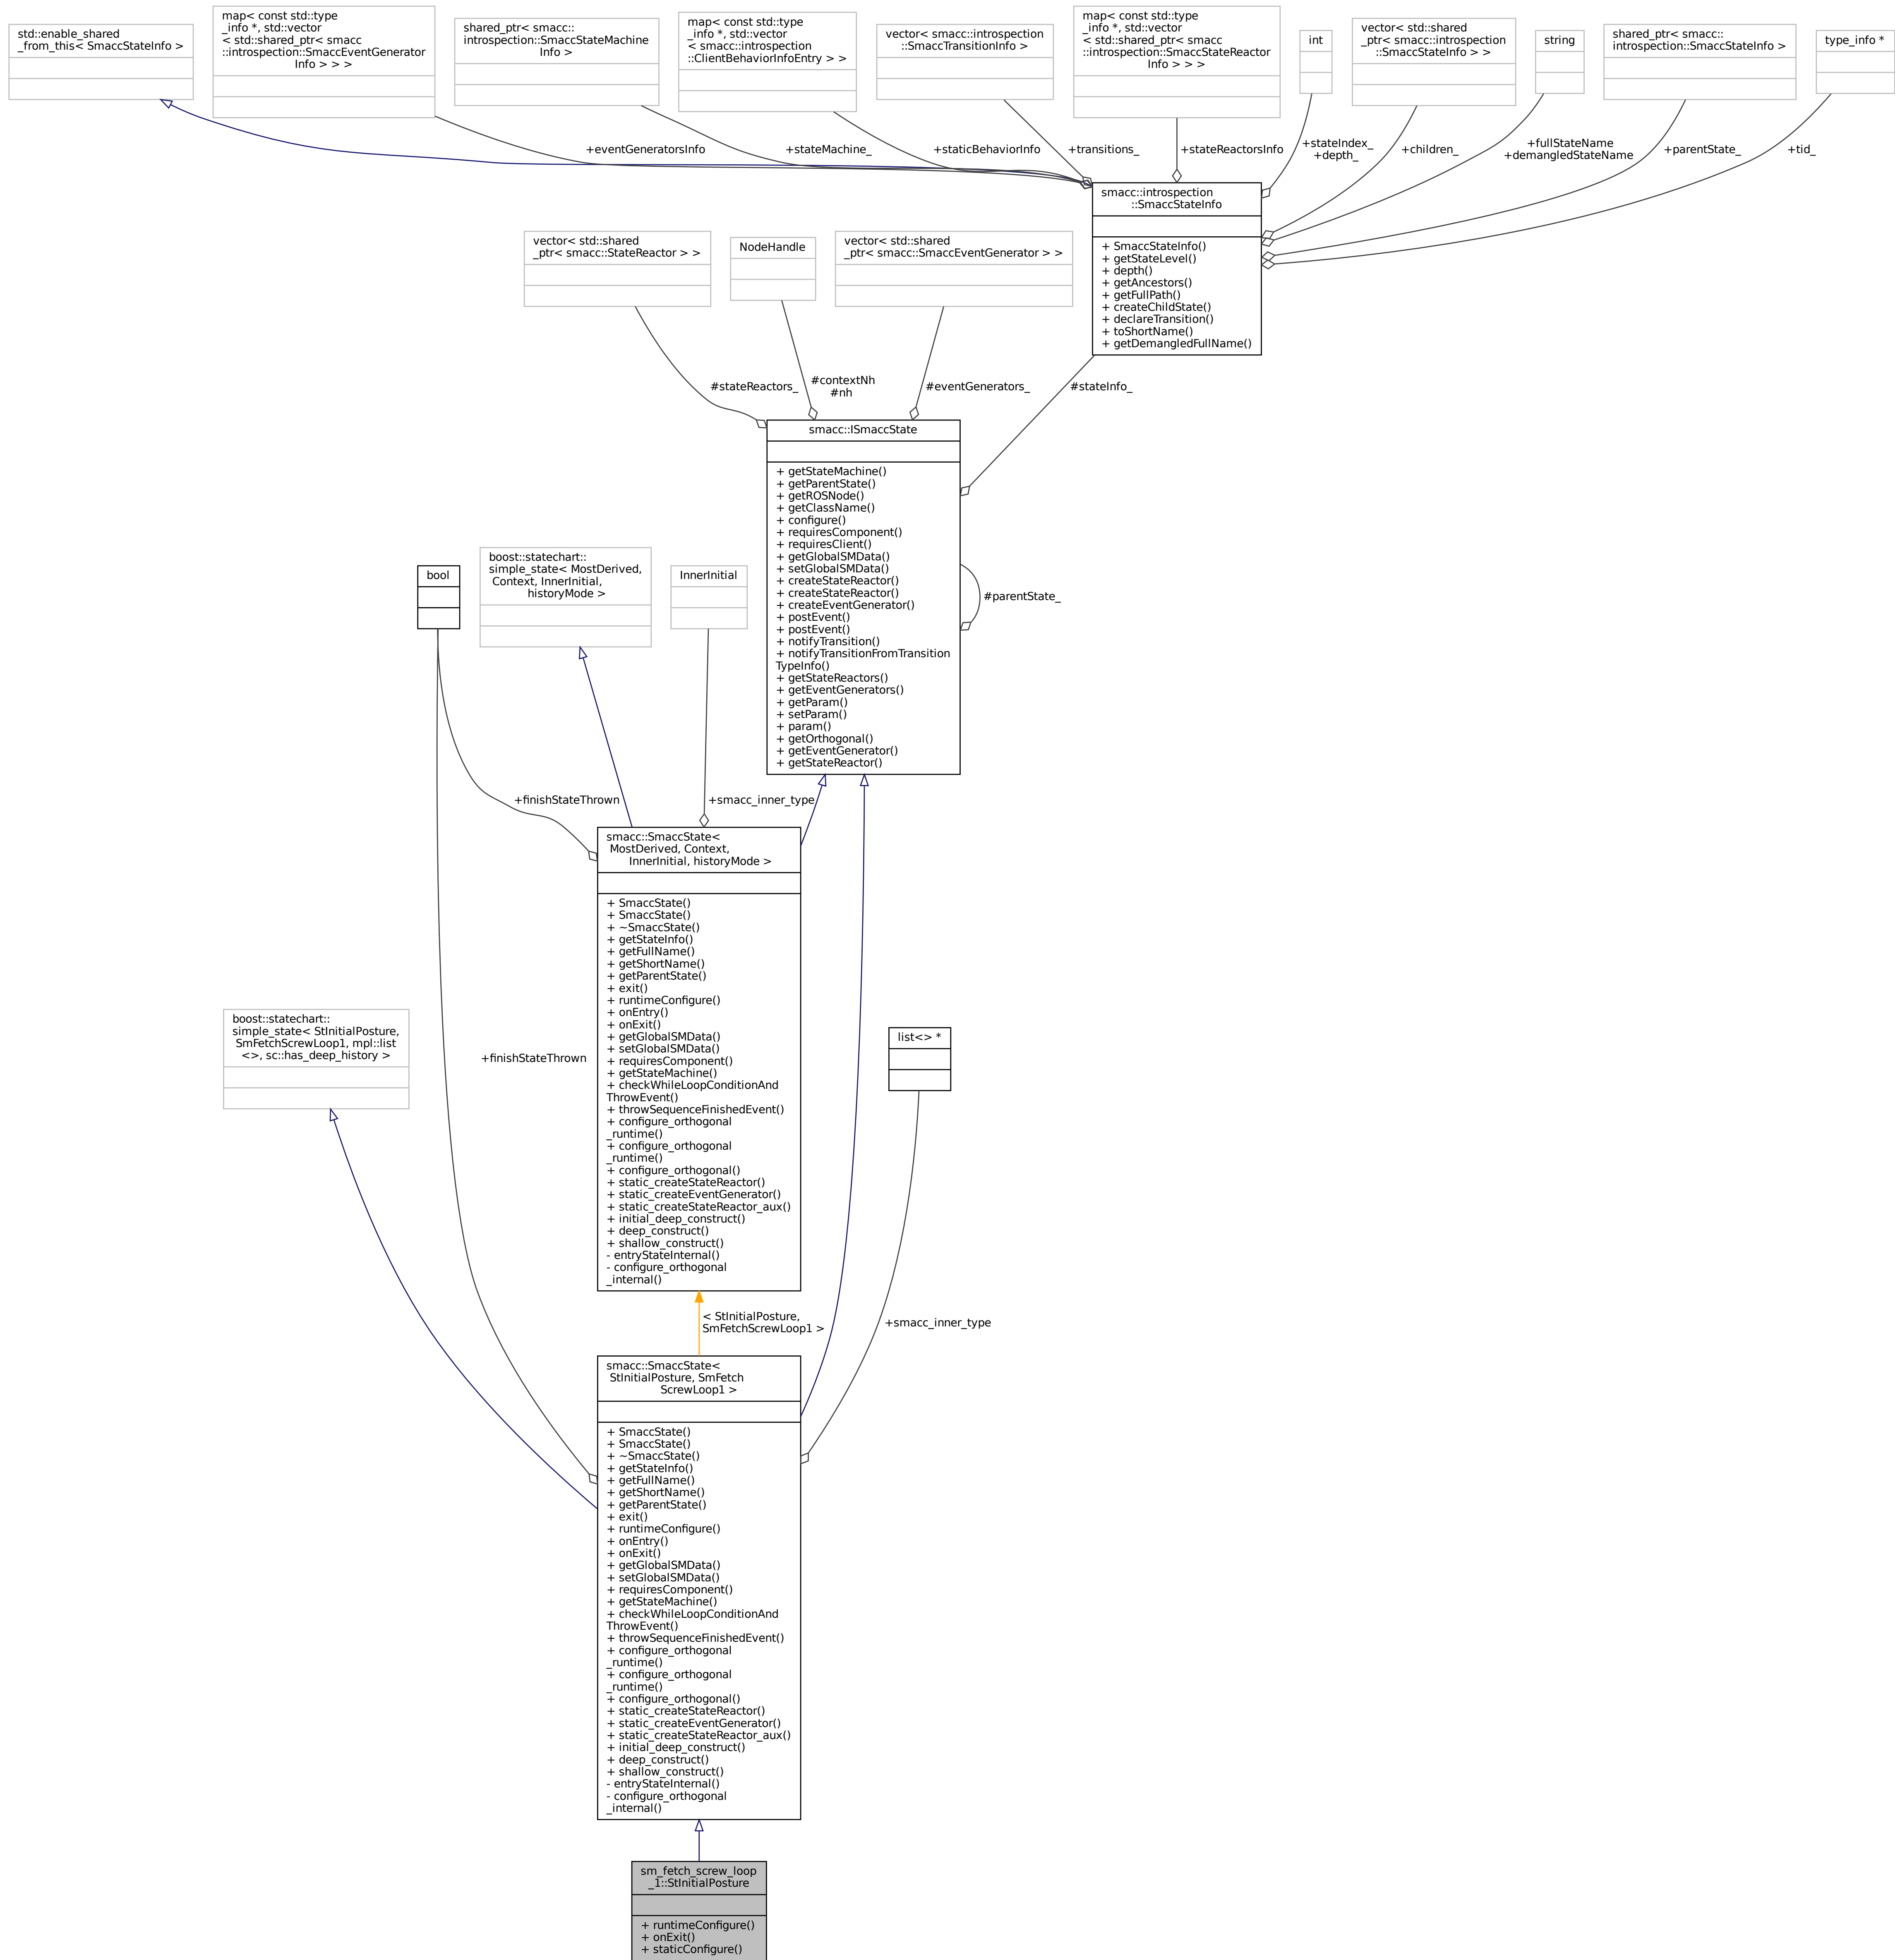 std::enable_shared
_from_this< SmaccStateInfo >
map< const std::type
_info *, std::vector
< std::shared_ptr< smacc
::introspection::SmaccEventGenerator
Info > > >
shared_ptr< smacc::
introspection::SmaccStateMachine
Info >
map< const std::type
_info *, std::vector
< smacc::introspection
::ClientBehaviorInfoEntry > >
vector< smacc::introspection
::SmaccTransitionInfo >
map< const std::type
_info *, std::vector
< std::shared_ptr< smacc
::introspection::SmaccStateReactor
Info > > >
int
vector< std::shared
_ptr< smacc::introspection
::SmaccStateInfo > >
string
shared_ptr< smacc::
introspection::SmaccStateInfo >
type_info *
+eventGeneratorsInfo
+stateMachine_
+staticBehaviorInfo
+transitions_
+stateReactorsInfo
+stateIndex_
+depth_
+children_
+fullStateName
+demangledStateName
+parentState_
+tid_
smacc::introspection
::SmaccStateInfo
+ SmaccStateInfo()
+ getStateLevel()
+ depth()
+ getAncestors()
+ getFullPath()
+ createChildState()
+ declareTransition()
+ toShortName()
+ getDemangledFullName()
vector< std::shared
_ptr< smacc::StateReactor > >
NodeHandle
vector< std::shared
_ptr< smacc::SmaccEventGenerator > >
#stateReactors_
#contextNh
#nh
#eventGenerators_
#stateInfo_
smacc::ISmaccState
+ getStateMachine()
+ getParentState()
+ getROSNode()
+ getClassName()
+ configure()
+ requiresComponent()
+ requiresClient()
+ getGlobalSMData()
+ setGlobalSMData()
+ createStateReactor()
+ createStateReactor()
+ createEventGenerator()
+ postEvent()
+ postEvent()
+ notifyTransition()
+ notifyTransitionFromTransition
TypeInfo()
+ getStateReactors()
+ getEventGenerators()
+ getParam()
+ setParam()
+ param()
+ getOrthogonal()
+ getEventGenerator()
+ getStateReactor()
#parentState_
bool
boost::statechart::
simple_state< MostDerived,
Context, InnerInitial,
historyMode >
InnerInitial
+finishStateThrown
+smacc_inner_type
smacc::SmaccState<
MostDerived, Context,
InnerInitial, historyMode >
+ SmaccState()
+ SmaccState()
+ ~SmaccState()
+ getStateInfo()
+ getFullName()
+ getShortName()
+ getParentState()
+ exit()
+ runtimeConfigure()
+ onEntry()
+ onExit()
+ getGlobalSMData()
+ setGlobalSMData()
+ requiresComponent()
+ getStateMachine()
+ checkWhileLoopConditionAnd
ThrowEvent()
+ throwSequenceFinishedEvent()
+ configure_orthogonal
_runtime()
+ configure_orthogonal
_runtime()
+ configure_orthogonal()
+ static_createStateReactor()
+ static_createEventGenerator()
+ static_createStateReactor_aux()
+ initial_deep_construct()
+ deep_construct()
+ shallow_construct()
- entryStateInternal()
- configure_orthogonal
_internal()
boost::statechart::
simple_state< StInitialPosture,
SmFetchScrewLoop1, mpl::list
<>, sc::has_deep_history >
+finishStateThrown
list<> *
< StInitialPosture,
SmFetchScrewLoop1 >
+smacc_inner_type
smacc::SmaccState<
StInitialPosture, SmFetch
ScrewLoop1 >
+ SmaccState()
+ SmaccState()
+ ~SmaccState()
+ getStateInfo()
+ getFullName()
+ getShortName()
+ getParentState()
+ exit()
+ runtimeConfigure()
+ onEntry()
+ onExit()
+ getGlobalSMData()
+ setGlobalSMData()
+ requiresComponent()
+ getStateMachine()
+ checkWhileLoopConditionAnd
ThrowEvent()
+ throwSequenceFinishedEvent()
+ configure_orthogonal
_runtime()
+ configure_orthogonal
_runtime()
+ configure_orthogonal()
+ static_createStateReactor()
+ static_createEventGenerator()
+ static_createStateReactor_aux()
+ initial_deep_construct()
+ deep_construct()
+ shallow_construct()
- entryStateInternal()
- configure_orthogonal
_internal()
sm_fetch_screw_loop
_1::StInitialPosture
+ runtimeConfigure()
+ onExit()
+ staticConfigure()